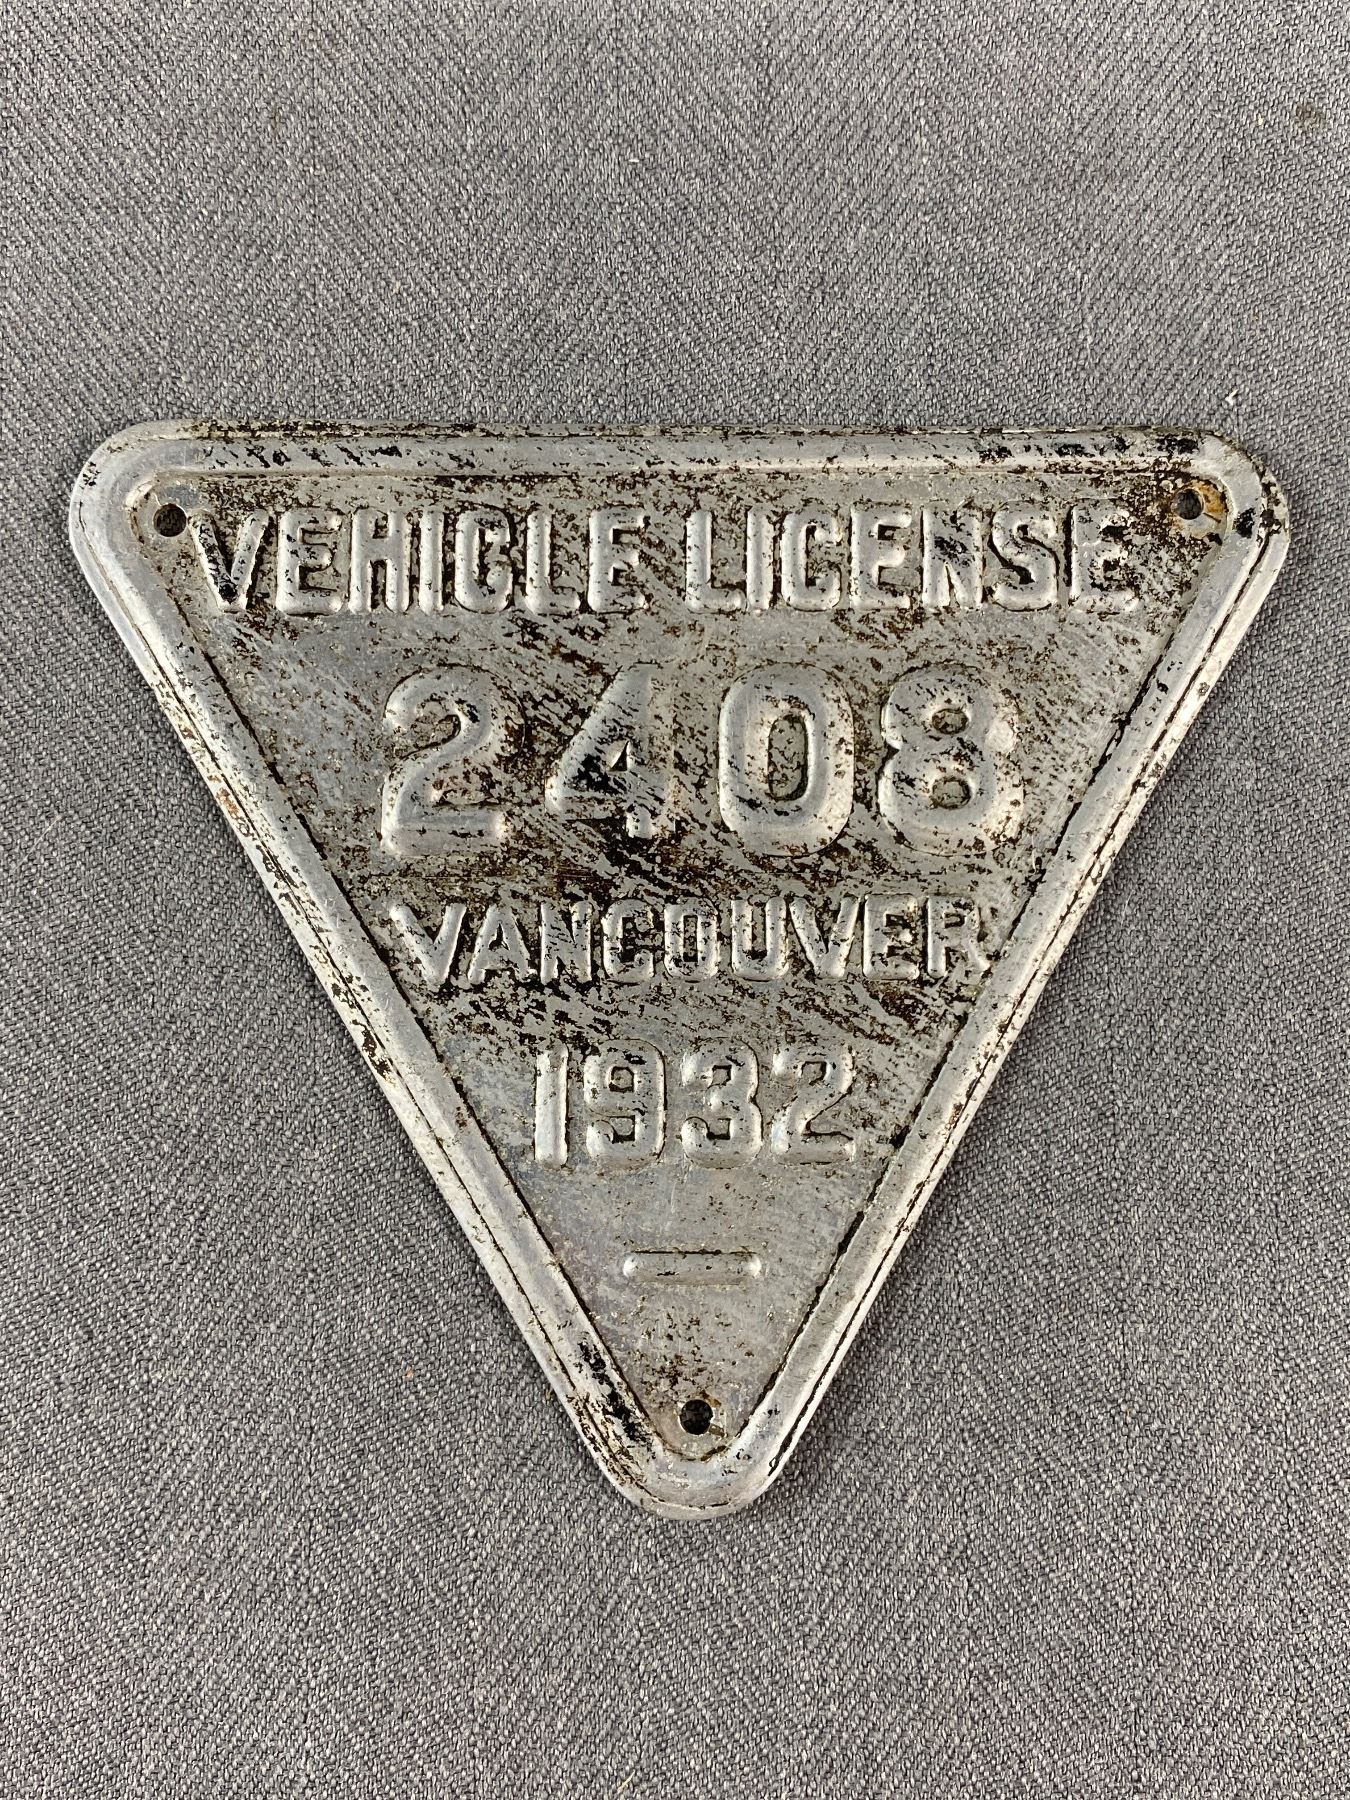 VEHICLE LICENSE
2408
VANCOUVER
1932